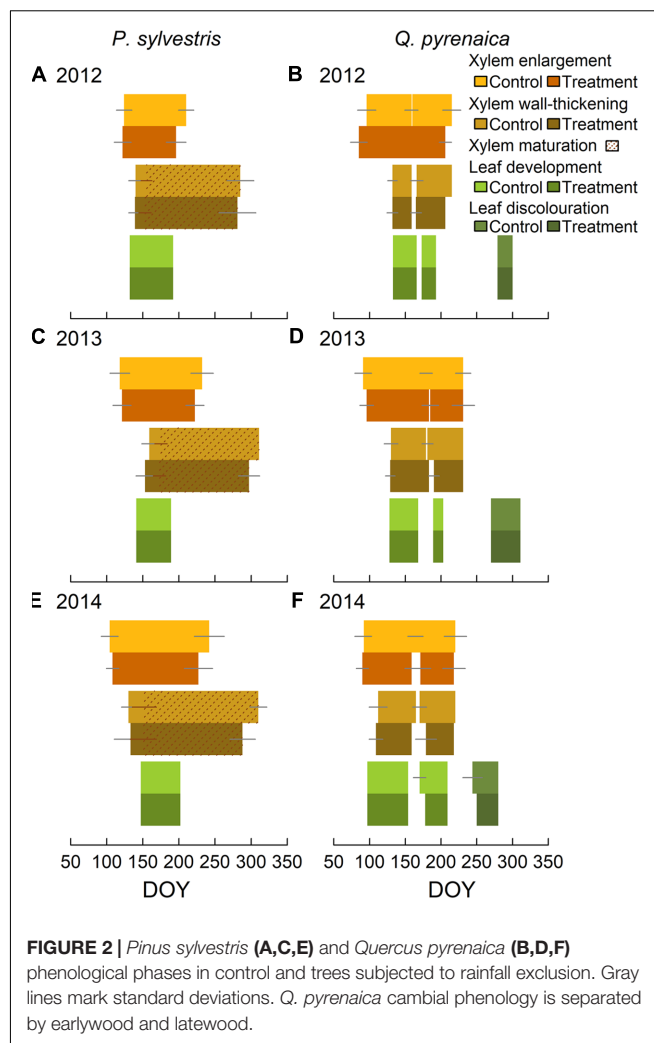 P. sylvestris
Q. pyrenaica
A 2012
B 2012
Xylem enlargement
Control Treatment
Xylem wall-thickening
Control Treatment
Xylem maturation
Leaf development
Control Treatment
Leaf discolouration
Control Treatment
C 2013
D 2013
E 2014
F 2014
50 100 150 200 250 300 350
50 100 150 200 250 300 350
DOY
DOY
FIGURE 2 | Pinus sylvestris (A,C,E) and Quercus pyrenaica (B,D,F)
phenological phases in control and trees subjected to rainfall exclusion. Gray
lines mark standard deviations. Q. pyrenaica cambial phenology is separated
by earlywood and latewood.